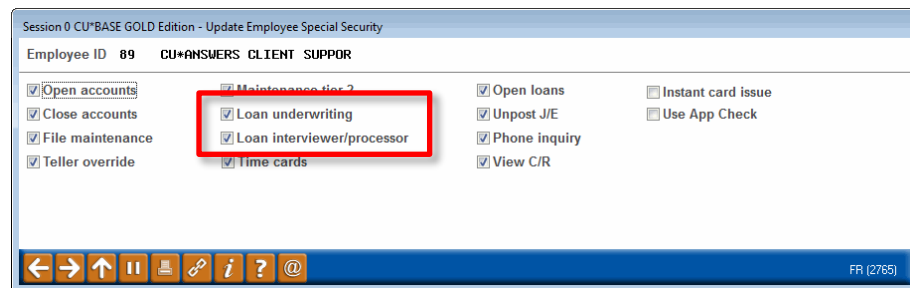 Session 0 CU*BASE GOLD Edition - Update Employee Special Security
Employee ID 89 CU*ANSWERS CLIENT SUPPOR
Open accounts Maintenance tier 2 Open loans Instant card issue
Close accounts Loan underwriting Unpost J/E Use App Check
File maintenance Loan interviewer/processor Phone inquiry
Teller override Time cards View C/R
FR (2765)